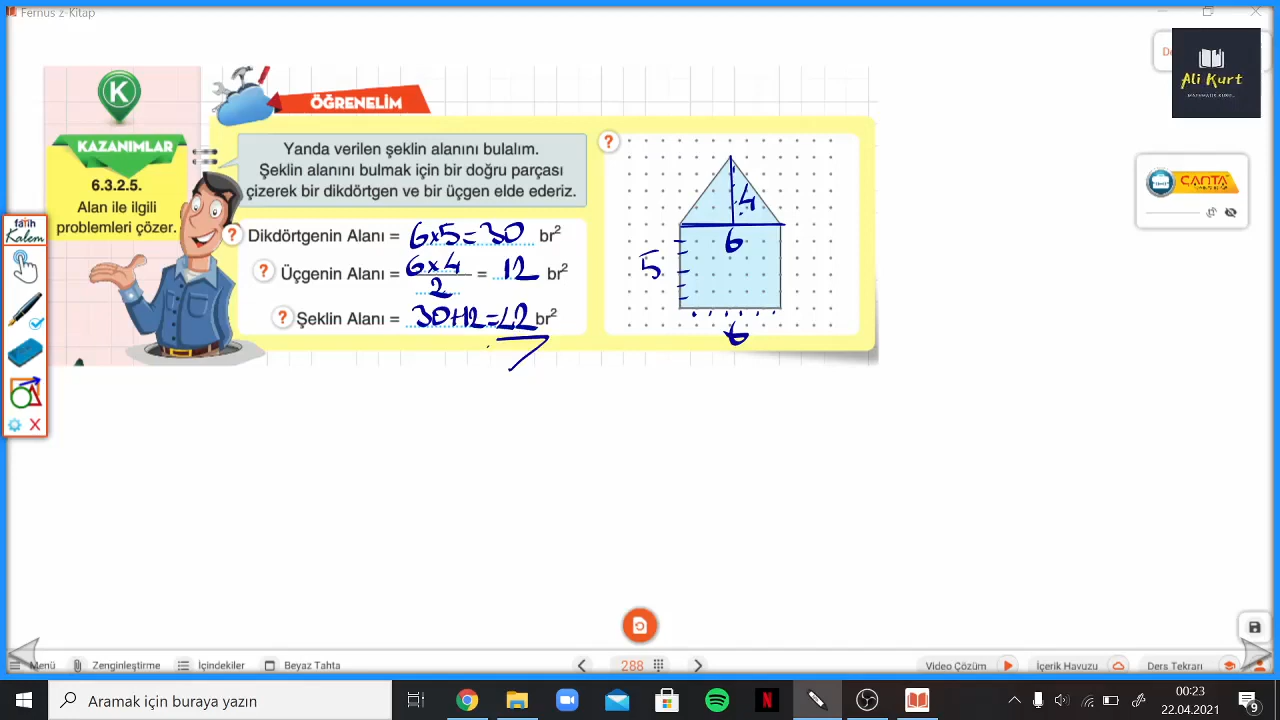 Fernus z-Kitap
Ali Kurt
K
ÖĞRENELİM
KAZANIMLAR
6.3.2.5.
Alan ile ilgili
problemleri çözer.
Yanda verilen şeklin alanını bulalım.
Şeklin alanını bulmak için bir doğru parçası
çizerek bir dikdörtgen ve bir üçgen elde ederiz.
? Dikdörtgenin Alanı = 6x5=30 br²
? Üçgenin Alanı = 6x4/2 = 12 br²
? Şeklin Alanı = 30+12=42 br²
?
4
6
5
6
ÇANTA
fatih
Kalem
Menü Zenginleştirme İçindekiler Beyaz Tahta 288 Video Çözüm İçerik Havuzu Ders Tekrarı
Aramak için buraya yazın
00:23
22.04.2021
9